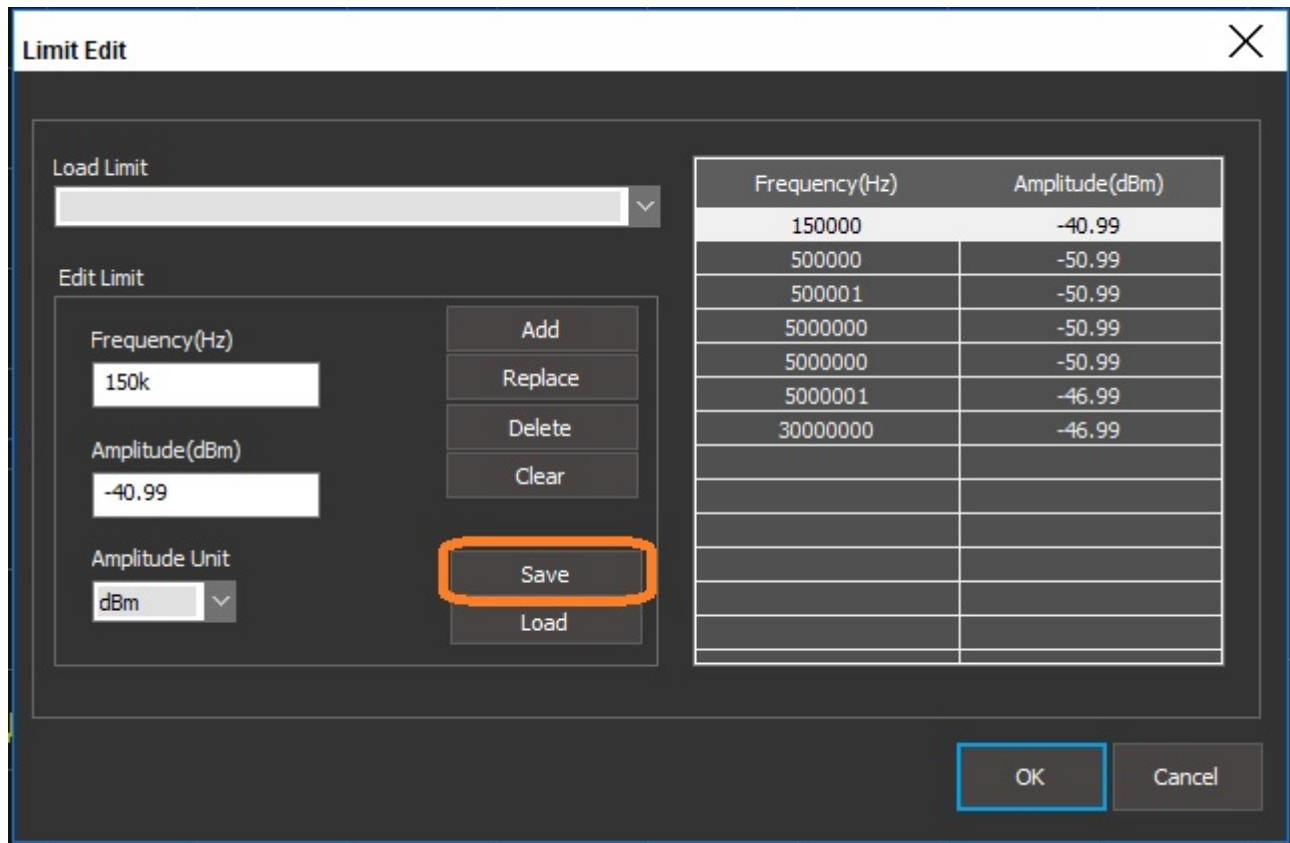 Limit Edit
Load Limit
Edit Limit
Frequency(Hz)
150k
Amplitude(dBm)
-40.99
Amplitude Unit
dBm
Add
Replace
Delete
Clear
Save
Load
Frequency(Hz) Amplitude(dBm)
150000 -40.99
500000 -50.99
500001 -50.99
5000000 -50.99
5000000 -50.99
5000001 -46.99
30000000 -46.99
OK Cancel